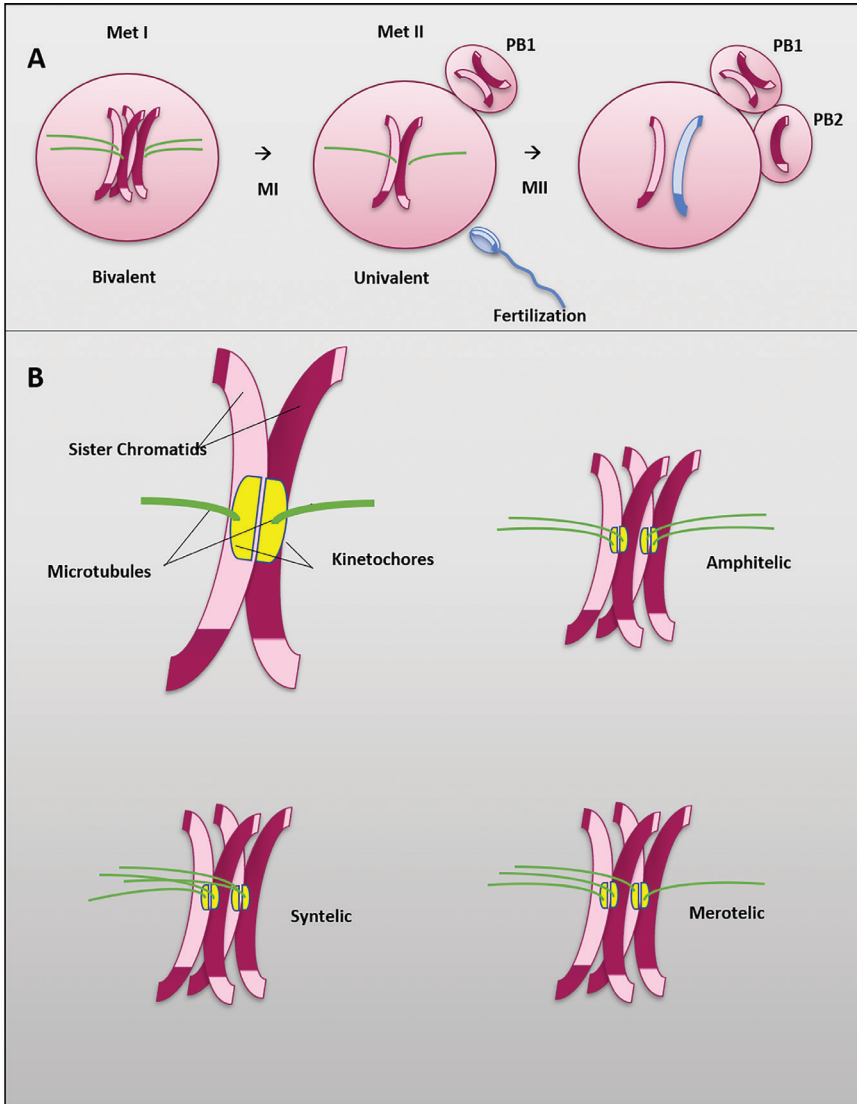 A
Met I
Met II
PB1
PB1
PB2
→
MI
→
MII
Bivalent
Univalent
Fertilization
B
Sister Chromatids
Microtubules
Kinetochores
Amphitelic
Syntelic
Merotelic